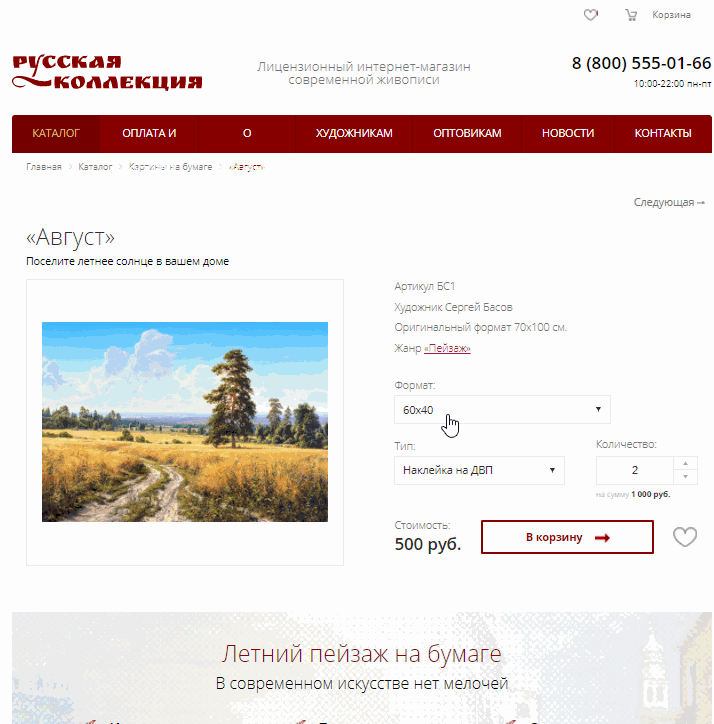 Корзина
РУССКАЯ
КОЛЛЕКЦИЯ
Лицензионный интернет-магазин
современной живописи
8 (800) 555-01-66
10:00-22:00 пн-пт
КАТАЛОГ ОПЛАТА И О ХУДОЖНИКАМ ОПТОВИКАМ НОВОСТИ КОНТАКТЫ
Главная Каталог Картины на бумаге «Август»
Следующая →
«Август»
Поселите летнее солнце в вашем доме
Артикул БС1
Художник Сергей Басов
Оригинальный формат 70x100 см.
Жанр «Пейзаж»
Формат:
60x40
Тип:
Количество:
Наклейка на ДВП
2
на сумму 1 000 руб.
Стоимость:
500 руб.
В корзину
Летний пейзаж на бумаге
В современном искусстве нет мелочей